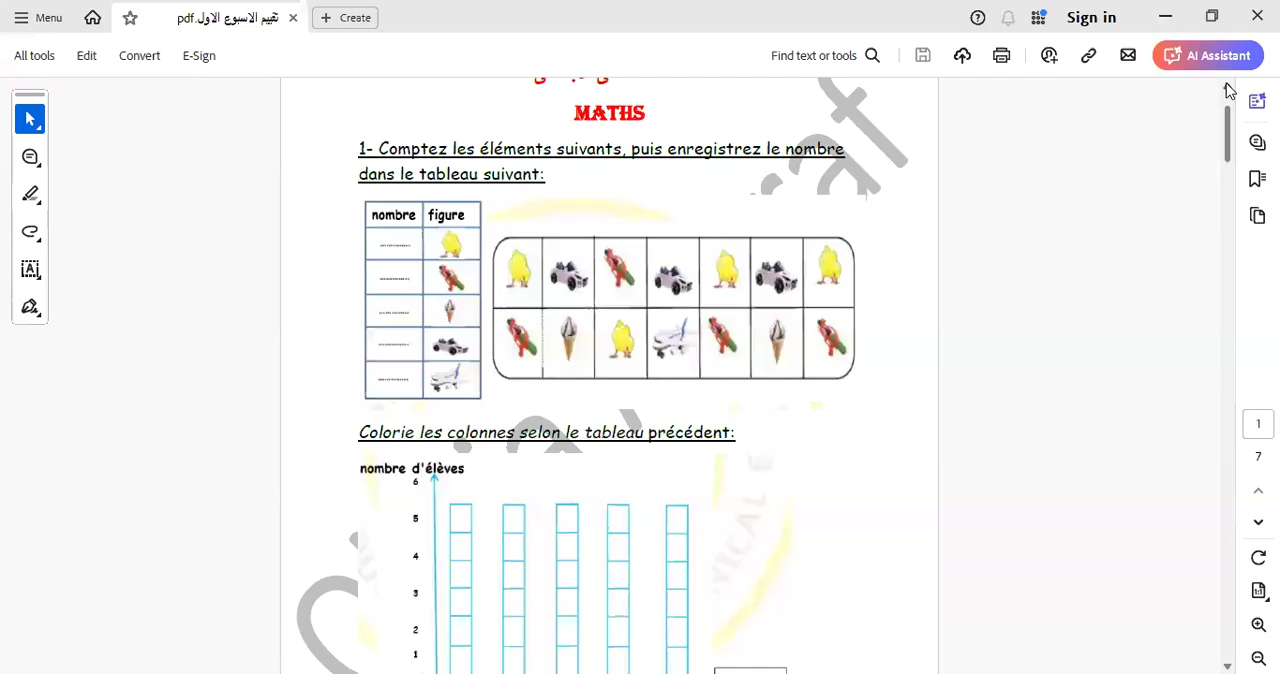 Menu
تقييم الاسبوع الاول.pdf
Create
Sign in
All tools
Edit
Convert
E-Sign
Find text or tools
AI Assistant
MATHS
1- Comptez les éléments suivants, puis enregistrez le nombre
dans le tableau suivant:
nombre figure
Colorie les colonnes selon le tableau précédent:
nombre d'élèves
6
5
4
3
2
1
1
7